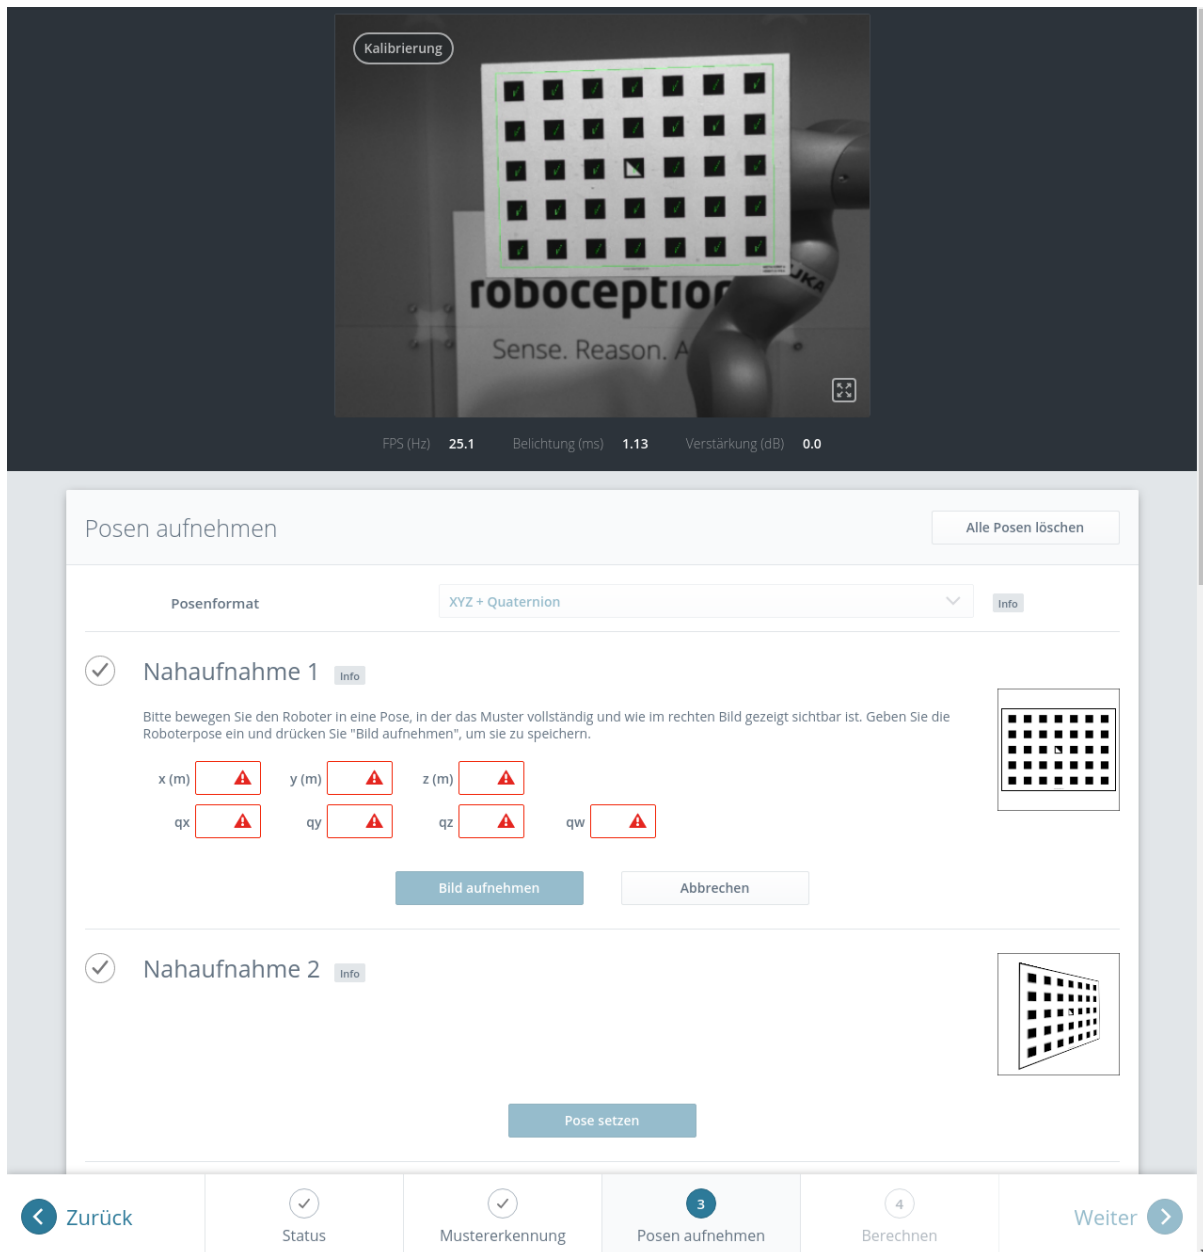 Kalibrierung
KUKA
roboception
Sense. Reason. A
FPS (Hz) 25.1 Belichtung (ms) 1.13 Verstärkung (dB) 0.0
Posen aufnehmen
Alle Posen löschen
Posenformat
XYZ + Quaternion
Info
Nahaufnahme 1 Info
Bitte bewegen Sie den Roboter in eine Pose, in der das Muster vollständig und wie im rechten Bild gezeigt sichtbar ist. Geben Sie die
Roboterpose ein und drücken Sie "Bild aufnehmen", um sie zu speichern.
x (m) y (m) z (m)
qx qy qz qw
Bild aufnehmen Abbrechen
Nahaufnahme 2 Info
Pose setzen
Zurück
Status
Mustererkennung
3
Posen aufnehmen
4
Berechnen
Weiter